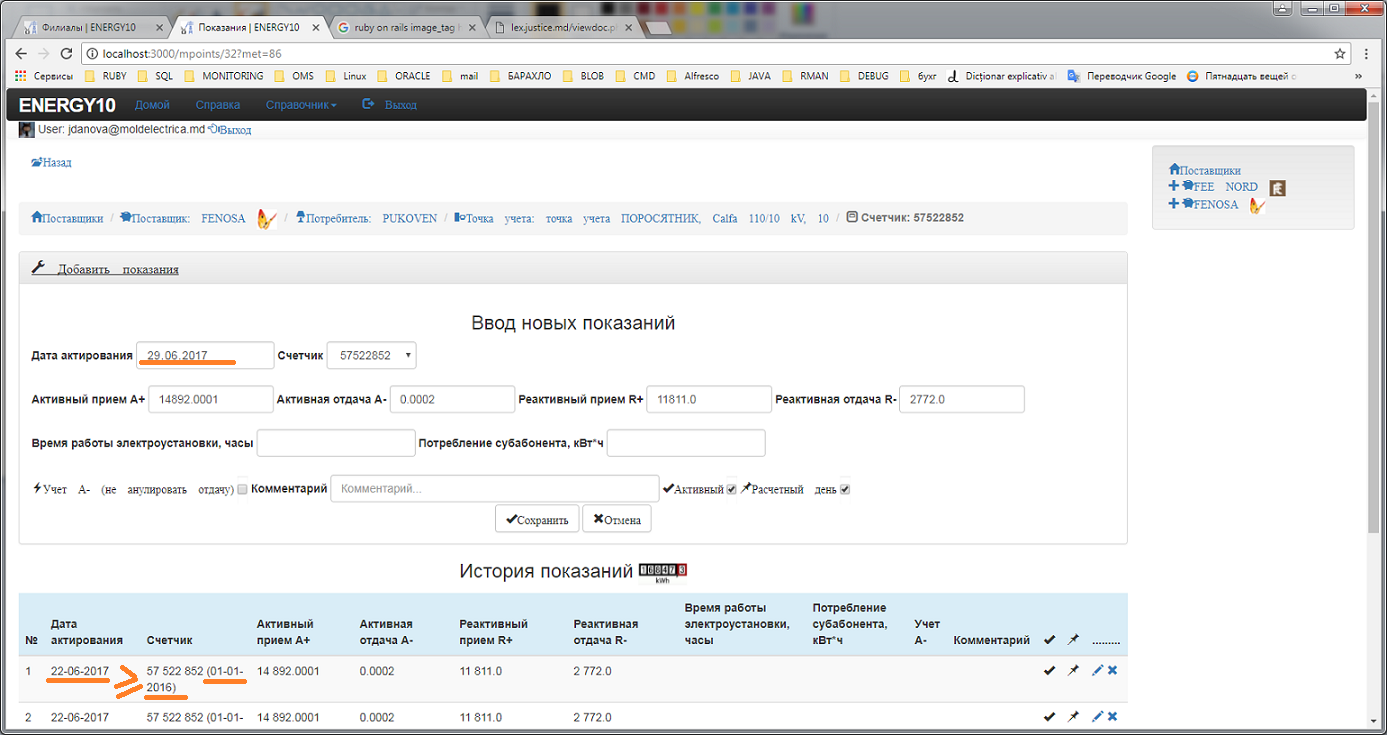 Филиалы | ENERGY10
Показания | ENERGY10
ruby on rails image_tag
lex.justice.md/viewdoc.p
localhost:3000/mpoints/32?met=86
Сервисы RUBY SQL MONITORING OMS Linux ORACLE mail БАРАХЛО BLOB CMD Alfresco JAVA RMAN DEBUG бухг Dicționar explicativ al Переводчик Google Пятнадцать вещей с »
ENERGY10 Домой Справка Справочник Выход
User: jdanova@moldelectrica.md Выход
Назад
Поставщики / Поставщик: FENOSA / Потребитель: PUKOVEN / Точка учета: точка учета ПОРОСЯТНИК, Calfa 110/10 kV, 10 / Счетчик: 57522852
Поставщики
FEE NORD
FENOSA
Добавить показания
Ввод новых показаний
Дата актирования 29.06.2017 Счетчик 57522852
Активный прием A+ 14892.0001 Активная отдача A- 0.0002 Реактивный прием R+ 11811.0 Реактивная отдача R- 2772.0
Время работы электроустановки, часы Потребление субабонента, кВт*ч
Учет А- (не анулировать отдачу) Комментарий Комментарий... Активный Расчетный день
Сохранить Отмена
История показаний 168473
kWh
№ Дата актирования Счетчик Активный прием A+ Активная отдача A- Реактивный прием R+ Реактивная отдача R- Время работы электроустановки, часы Потребление субабонента, кВт*ч Учет A- Комментарий .........
1 22-06-2017 57 522 852 (01-01-2016) 14 892.0001 0.0002 11 811.0 2 772.0
2 22-06-2017 57 522 852 (01-01- 14 892.0001 0.0002 11 811.0 2 772.0